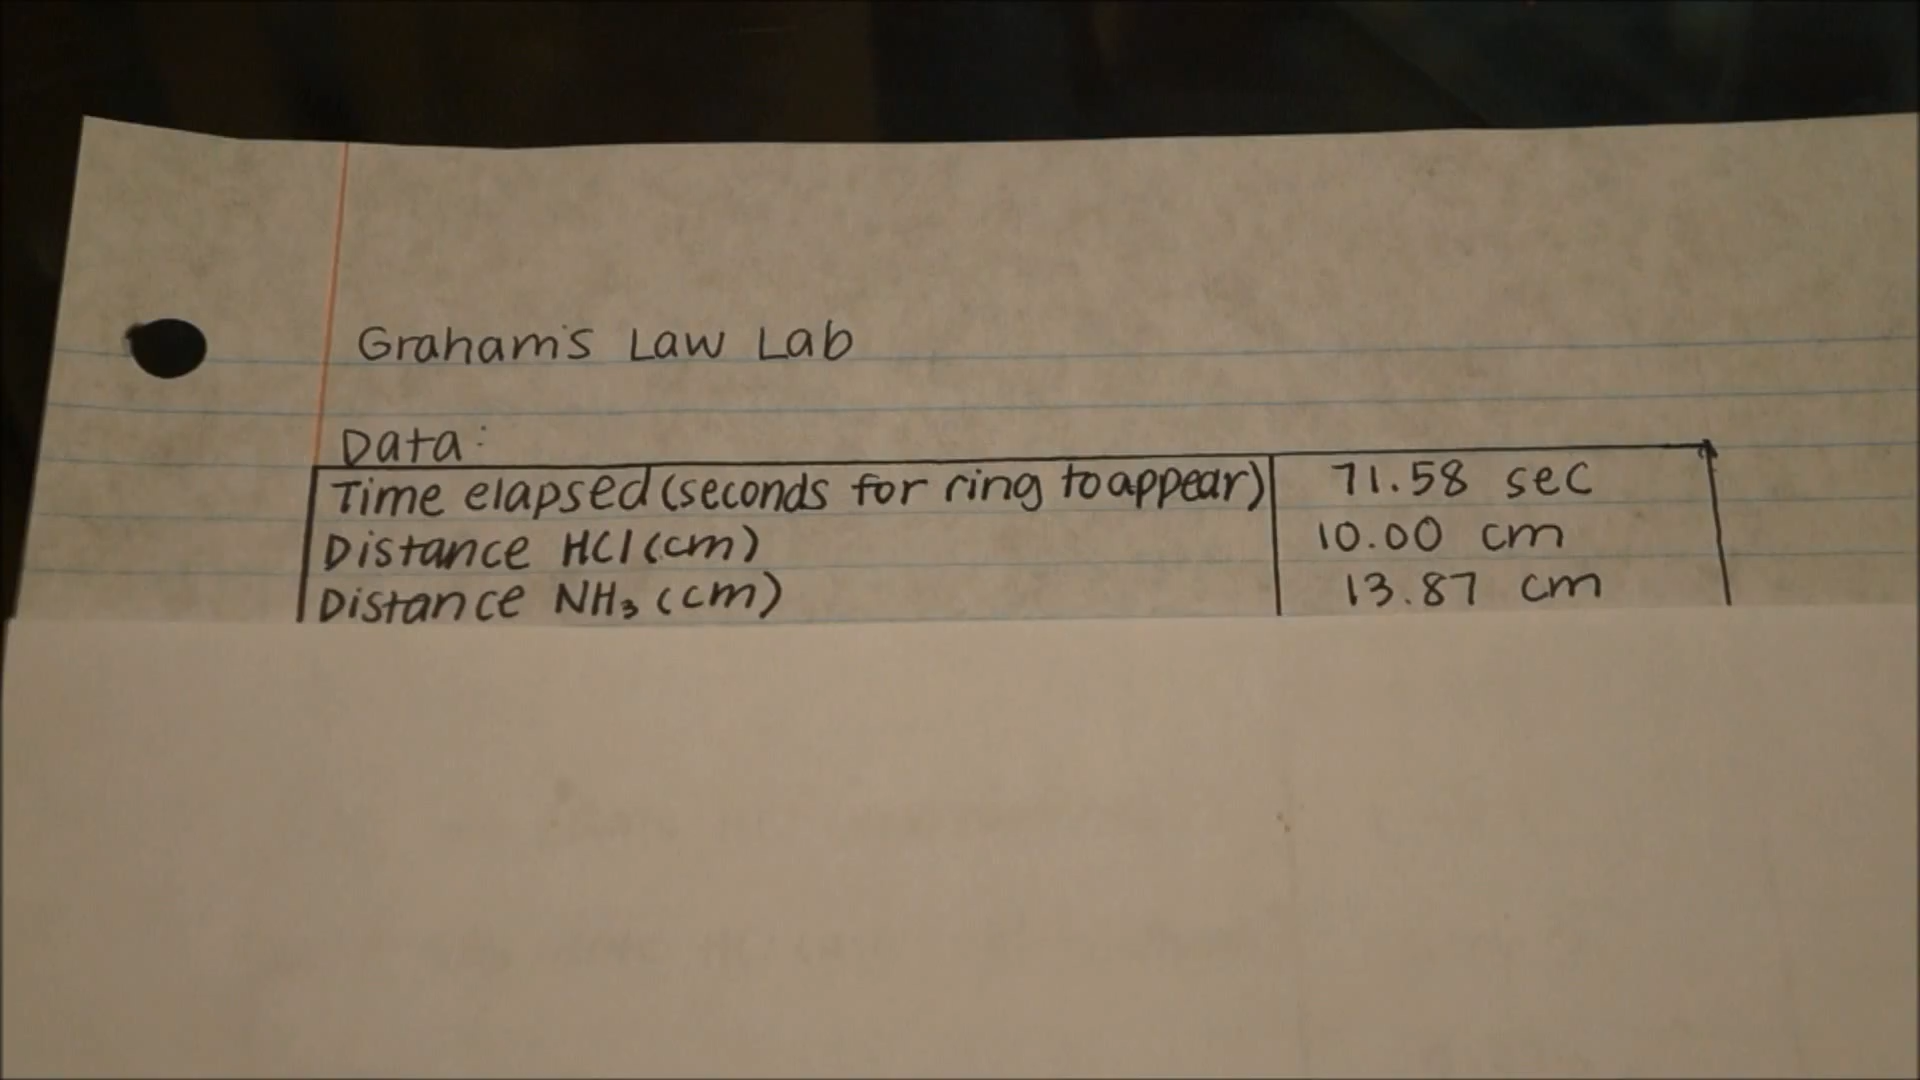 Graham's Law Lab
Data:
Time elapsed (seconds for ring to appear) 71.58 sec
Distance HCl (cm) 10.00 cm
Distance NH₃ (cm) 13.87 cm